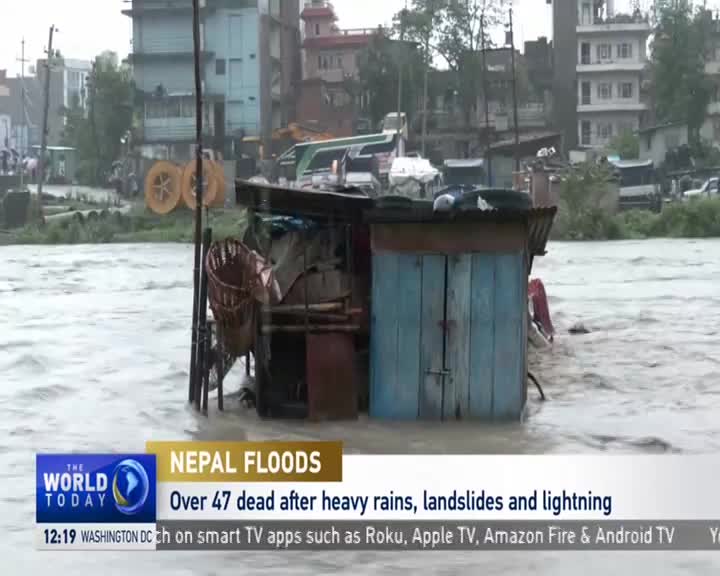 NEPAL FLOODS
THE
WORLD
TODAY
Over 47 dead after heavy rains, landslides and lightning
12:19 WASHINGTON DC
ch on smart TV apps such as Roku, Apple TV, Amazon Fire & Android TV